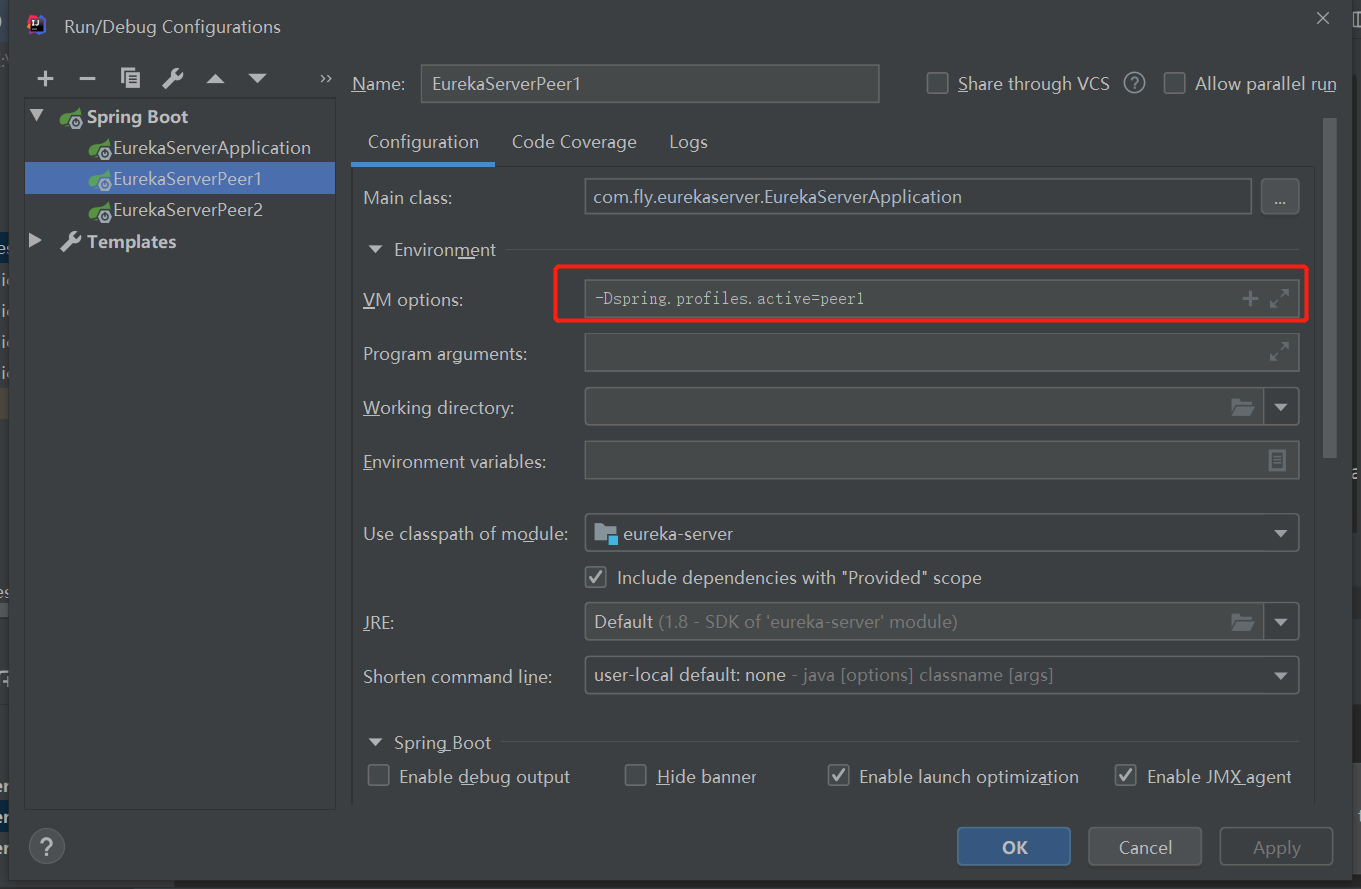 Run/Debug Configurations
Name: EurekaServerPeer1
Share through VCS
Allow parallel run
Spring Boot
EurekaServerApplication
EurekaServerPeer1
EurekaServerPeer2
Templates
Configuration Code Coverage Logs
Main class: com.fly.eurekaserver.EurekaServerApplication ...
Environment
VM options: -Dspring.profiles.active=peer1
Program arguments:
Working directory:
Environment variables:
Use classpath of module: eureka-server
Include dependencies with "Provided" scope
JRE: Default (1.8 - SDK of 'eureka-server' module)
Shorten command line: user-local default: none - java [options] classname [args]
Spring Boot
Enable debug output Hide banner Enable launch optimization Enable JMX agent
? OK Cancel Apply